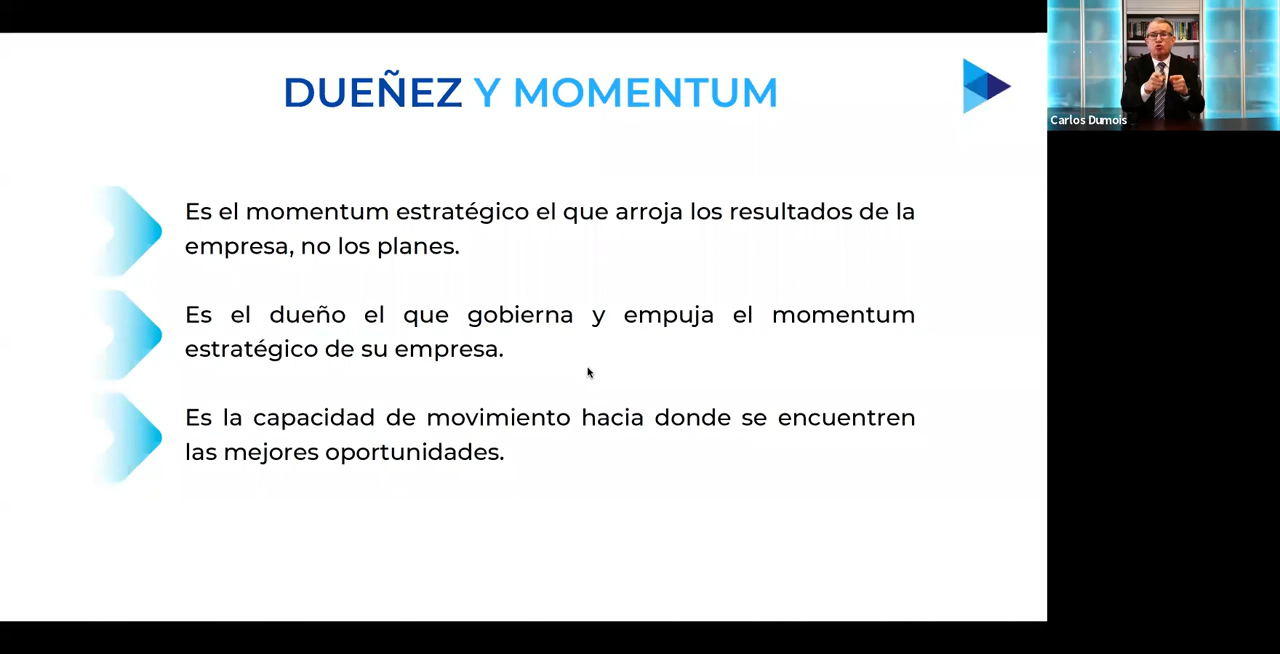 DUEÑEZ Y MOMENTUM
Es el momentum estratégico el que arroja los resultados de la
empresa, no los planes.
Es el dueño el que gobierna y empuja el momentum
estratégico de su empresa.
Es la capacidad de movimiento hacia donde se encuentren
las mejores oportunidades.
Carlos Dumois